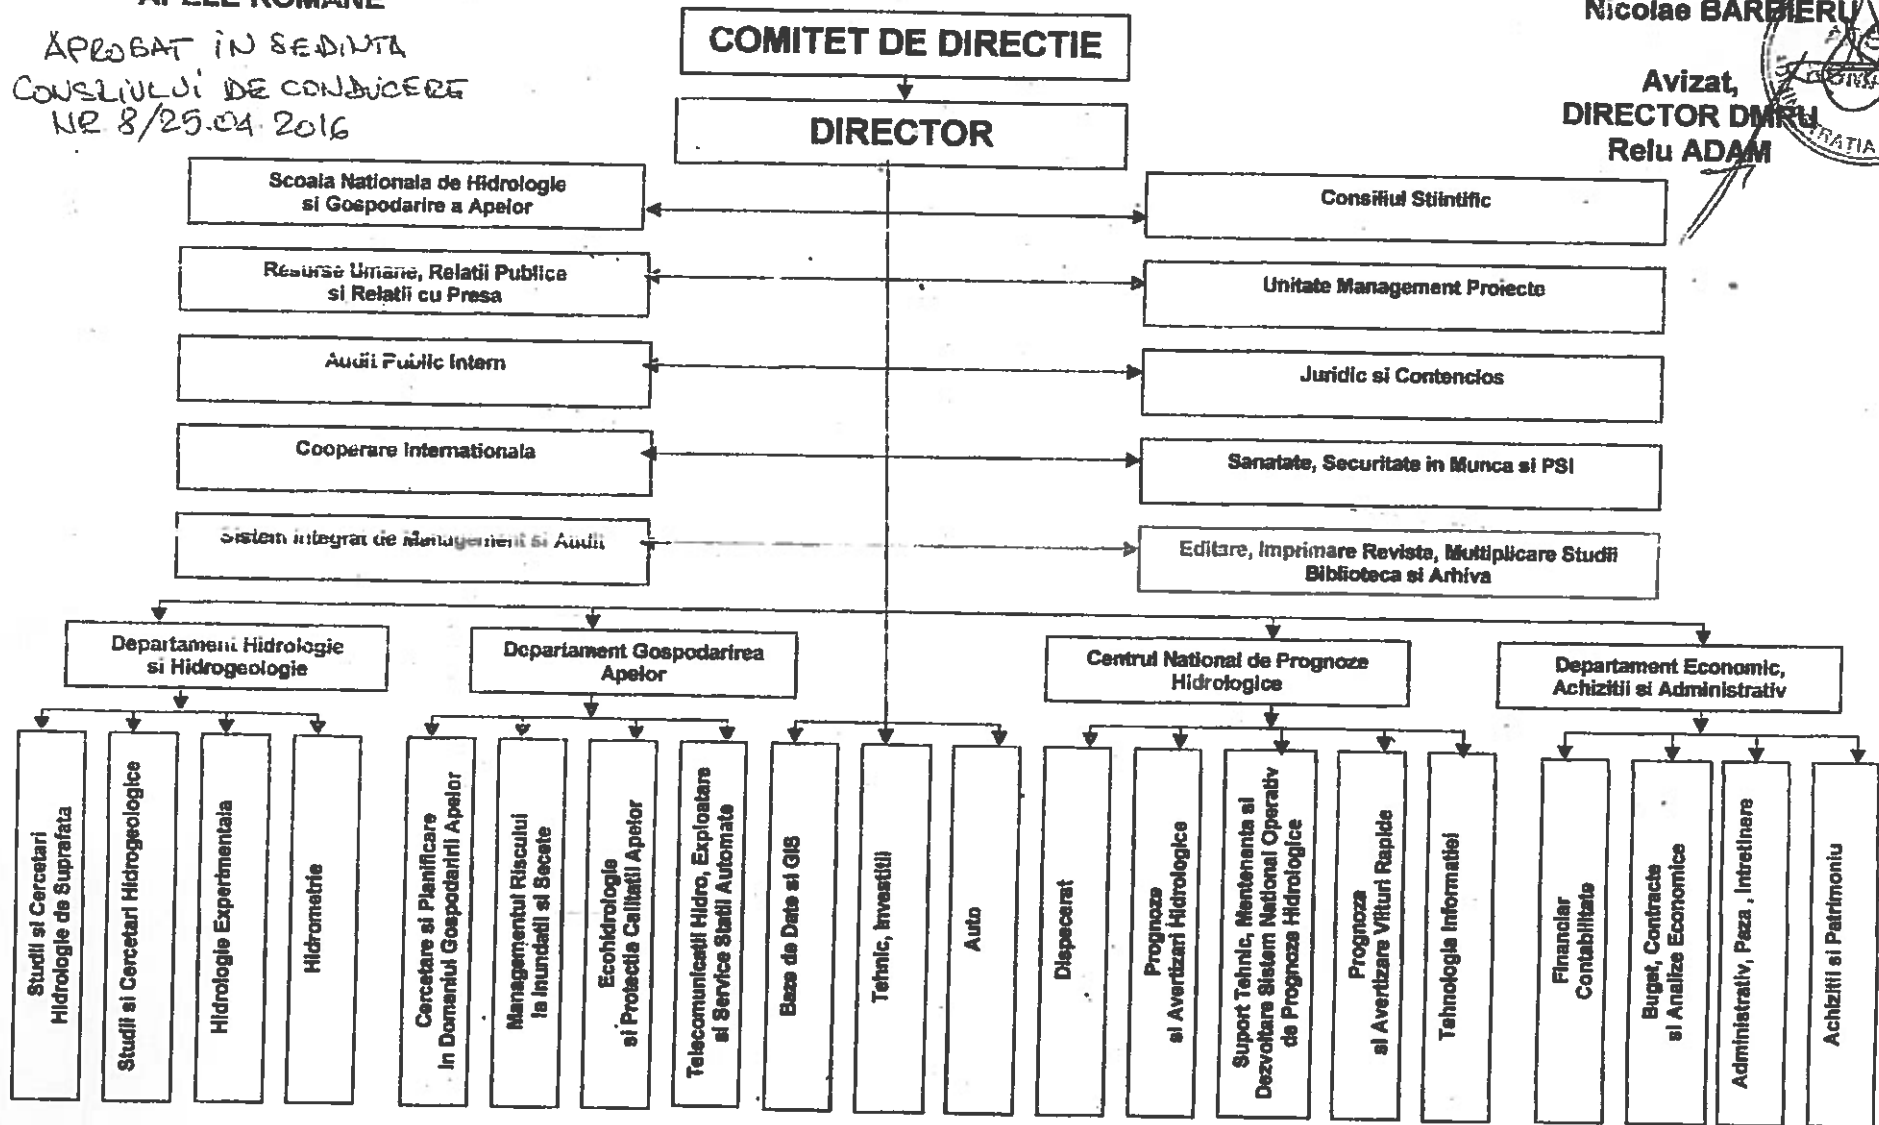 APELE ROMANE
APROBAT IN SEDINTA
CONSILIULUI DE CONDUCERE
NR 8/25.04.2016
COMITET DE DIRECTIE
DIRECTOR
Nicolae BARBIERU
Avizat,
DIRECTOR DMRU
Relu ADAM
Scoala Nationala de Hidrologie
si Gospodarire a Apelor
Consiliul Stiintific
Resurse Umane, Relatii Publice
si Relatii cu Presa
Unitate Management Proiecte
Audit Public Intern
Juridic si Contencios
Cooperare Internationala
Sanatate, Securitate in Munca si PSI
Sistem Integrat de Management si Audit
Editare, Imprimare Reviste, Multiplicare Studii
Biblioteca si Arhiva
Departament Hidrologie
si Hidrogeologie
Departament Gospodarirea
Apelor
Centrul National de Prognoze
Hidrologice
Departament Economic,
Achizitii si Administrativ
Studii si Cercetari
Hidrologie de Suprafata
Studii si Cercetari Hidrogeologice
Hidrologie Experimentala
Hidrometrie
Cercetare si Planificare
In Domeniul Gospodaririi Apelor
Managementul Riscului
la Inundatii si Secete
Ecohidrologie
si Protectia Calitatii Apelor
Telecomunicatii Hidro, Exploatare
si Service Statii Automate
Baze de Date si GIS
Tehnic, Investitii
Auto
Dispecerat
Prognoze
si Avertizari Hidrologice
Suport Tehnic, Mentenanta si
Dezvoltare Sistem National Operativ
de Prognoze Hidrologice
Prognoza
si Avertizare Viituri Rapide
Tehnologia Informatiei
Financiar
Contabilitate
Buget, Contracte
si Analize Economice
Administrativ, Paza , Intretinere
Achizitii si Patrimoniu